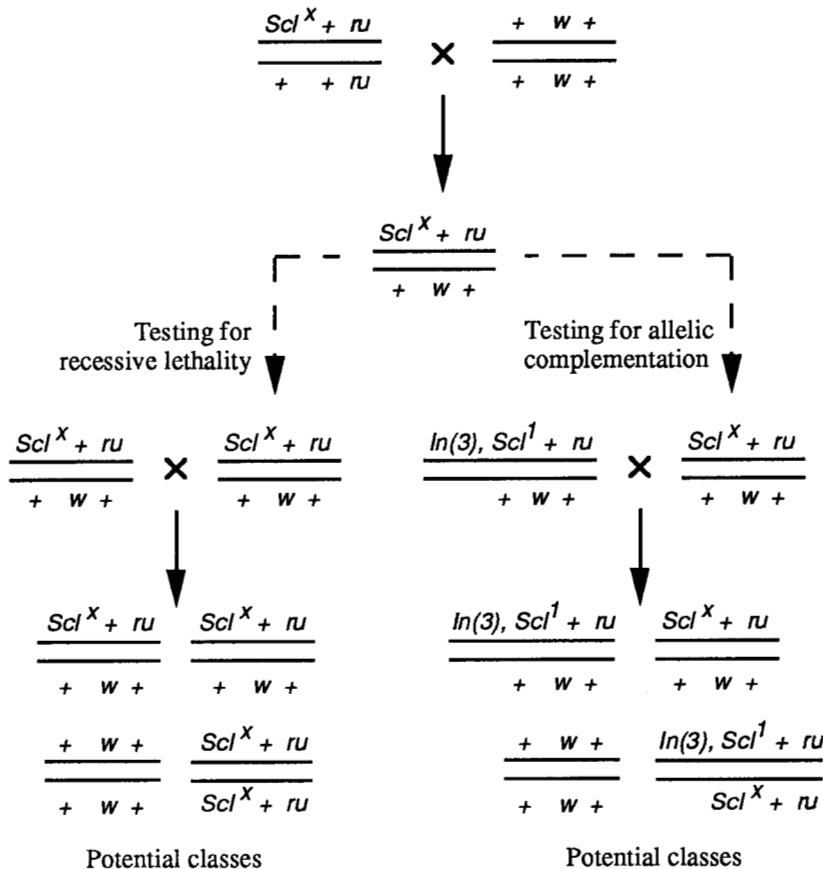 Scl^x + ru + w +
×
+ + ru + w +
Scl^x + ru
+ w +
Testing for
recessive lethality
Testing for allelic
complementation
Scl^x + ru Scl^x + ru In(3), Scl^1 + ru Scl^x + ru
× ×
+ w + + w + + w + + w +
Scl^x + ru Scl^x + ru In(3), Scl^1 + ru Scl^x + ru
+ w + + w + + w + + w +
+ w + Scl^x + ru + w + In(3), Scl^1 + ru
+ w + Scl^x + ru + w + Scl^x + ru
Potential classes Potential classes